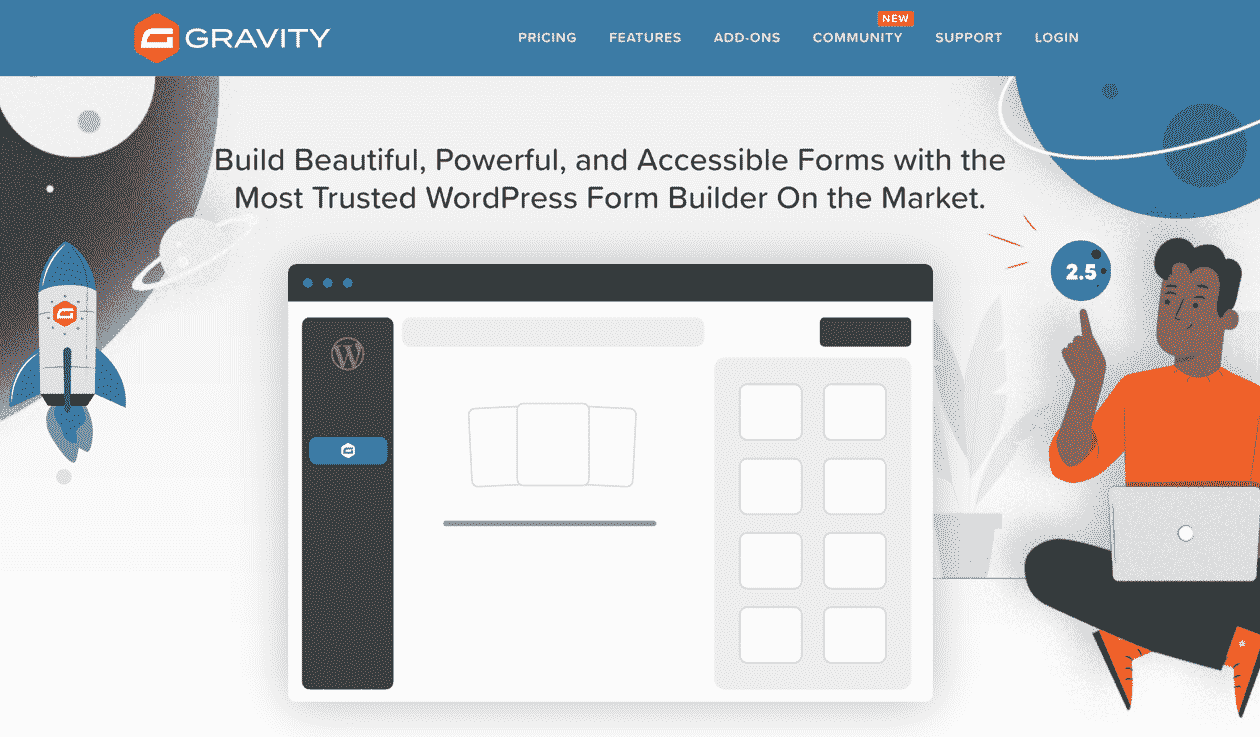 GRAVITY
NEW
PRICING FEATURES ADD-ONS COMMUNITY SUPPORT LOGIN
Build Beautiful, Powerful, and Accessible Forms with the
Most Trusted WordPress Form Builder On the Market.
2.5